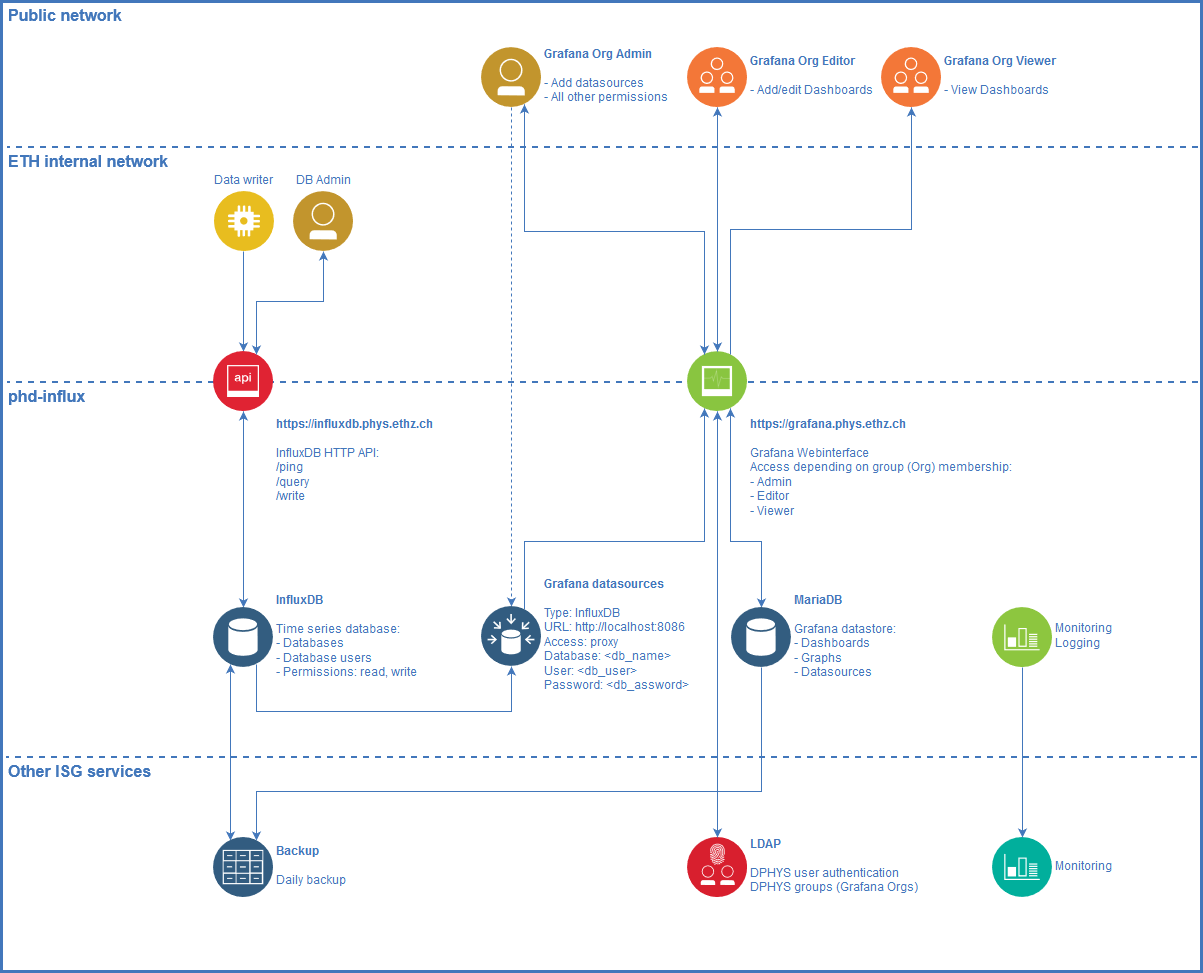 Public network
Grafana Org Admin
- Add datasources
- All other permissions
Grafana Org Editor
- Add/edit Dashboards
Grafana Org Viewer
- View Dashboards
ETH internal network
Data writer
DB Admin
api
phd-influx
https://influxdb.phys.ethz.ch
InfluxDB HTTP API:
/ping
/query
/write
https://grafana.phys.ethz.ch
Grafana Webinterface
Access depending on group (Org) membership:
- Admin
- Editor
- Viewer
InfluxDB
Time series database:
- Databases
- Database users
- Permissions: read, write
Grafana datasources
Type: InfluxDB
URL: http://localhost:8086
Access: proxy
Database: <db_name>
User: <db_user>
Password: <db_assword>
MariaDB
Grafana datastore:
- Dashboards
- Graphs
- Datasources
Monitoring
Logging
Other ISG services
Backup
Daily backup
LDAP
DPHYS user authentication
DPHYS groups (Grafana Orgs)
Monitoring